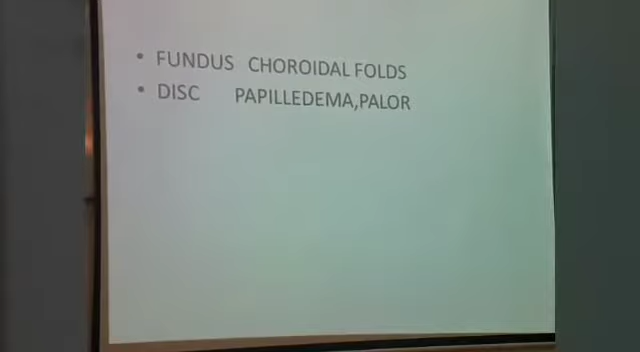 • FUNDUS CHOROIDAL FOLDS
• DISC PAPILLEDEMA,PALOR